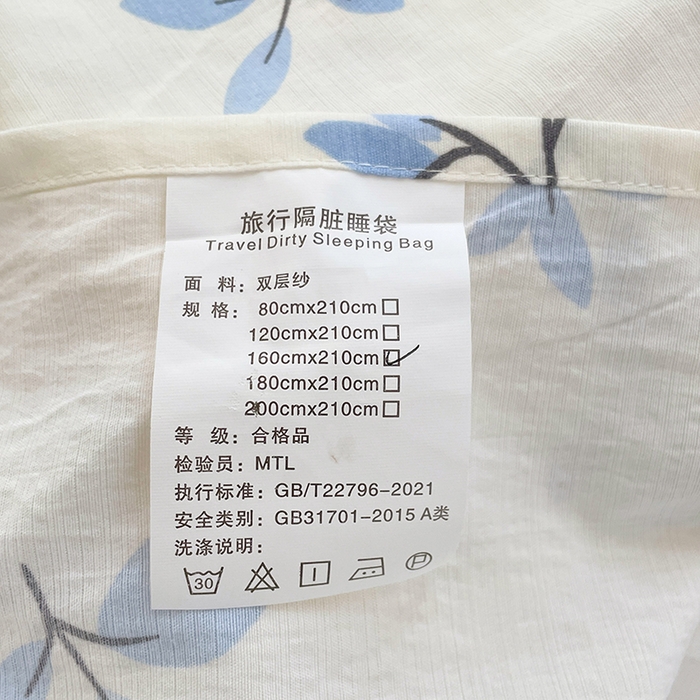 旅行隔脏睡袋
Travel Dirty Sleeping Bag
面 料：双层纱
规 格：80cmx210cm
120cmx210cm
160cmx210cm
180cmx210cm
200cmx210cm
等 级：合格品
检验员：MTL
执行标准：GB/T22796-2021
安全类别：GB31701-2015 A类
洗涤说明：
30 P